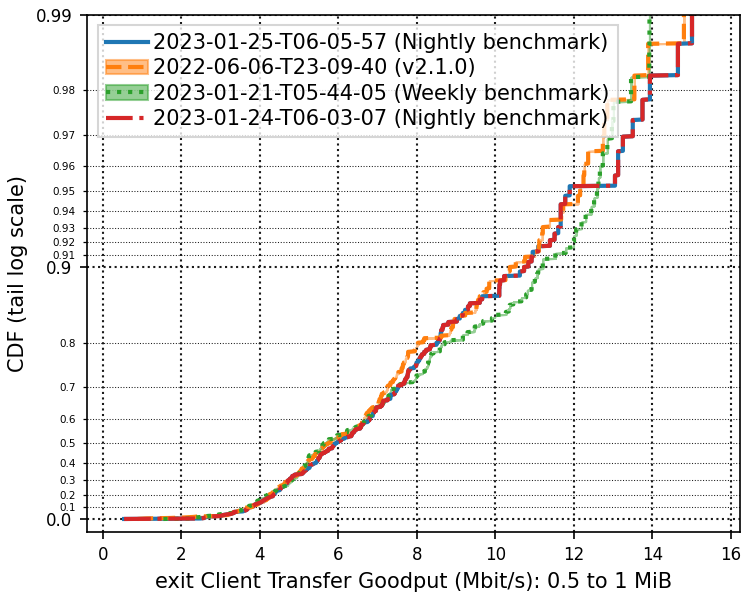 0.99
2023-01-25-T06-05-57 (Nightly benchmark)
2022-06-06-T23-09-40 (v2.1.0)
2023-01-21-T05-44-05 (Weekly benchmark)
2023-01-24-T06-03-07 (Nightly benchmark)
0.98
0.97
0.96
0.95
0.94
0.93
0.92
0.91
0.9
0.8
0.7
0.6
0.5
0.4
0.3
0.2
0.1
0.0
CDF (tail log scale)
0 2 4 6 8 10 12 14 16
exit Client Transfer Goodput (Mbit/s): 0.5 to 1 MiB